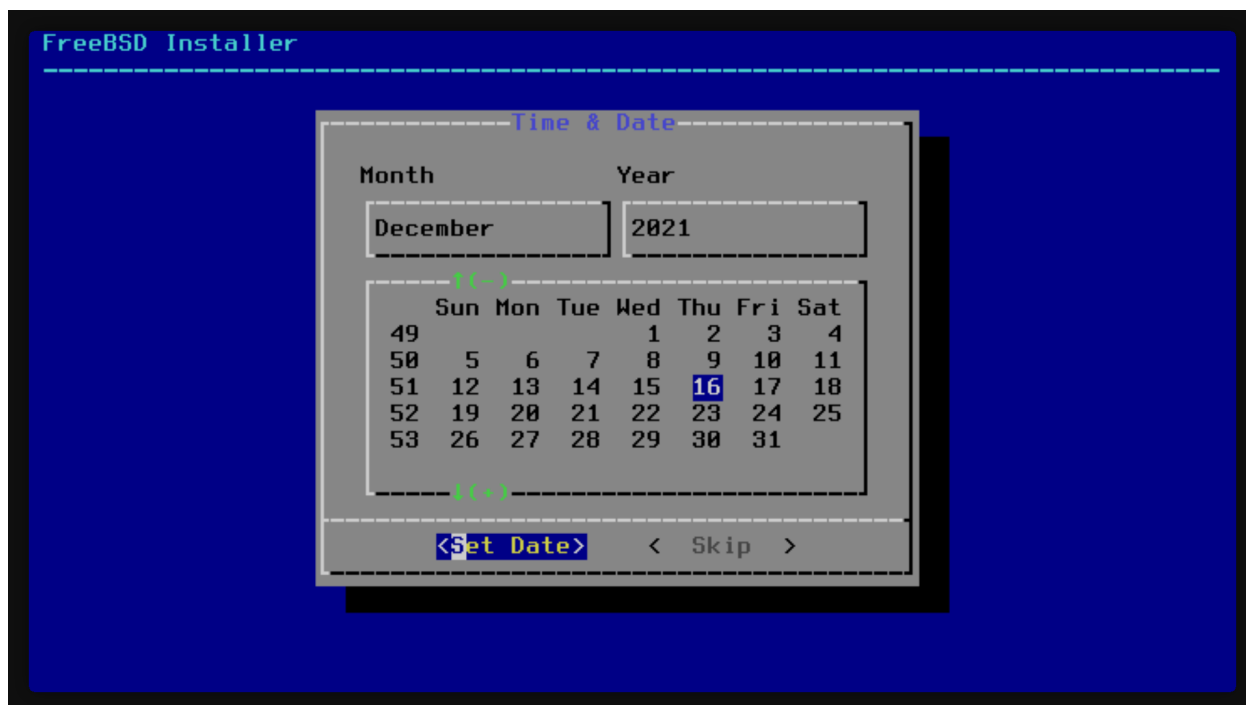 FreeBSD Installer
Time & Date
Month Year
December 2021
↑(-)
Sun Mon Tue Wed Thu Fri Sat
49 1 2 3 4
50 5 6 7 8 9 10 11
51 12 13 14 15 16 17 18
52 19 20 21 22 23 24 25
53 26 27 28 29 30 31
↓(+)
<Set Date> < Skip >